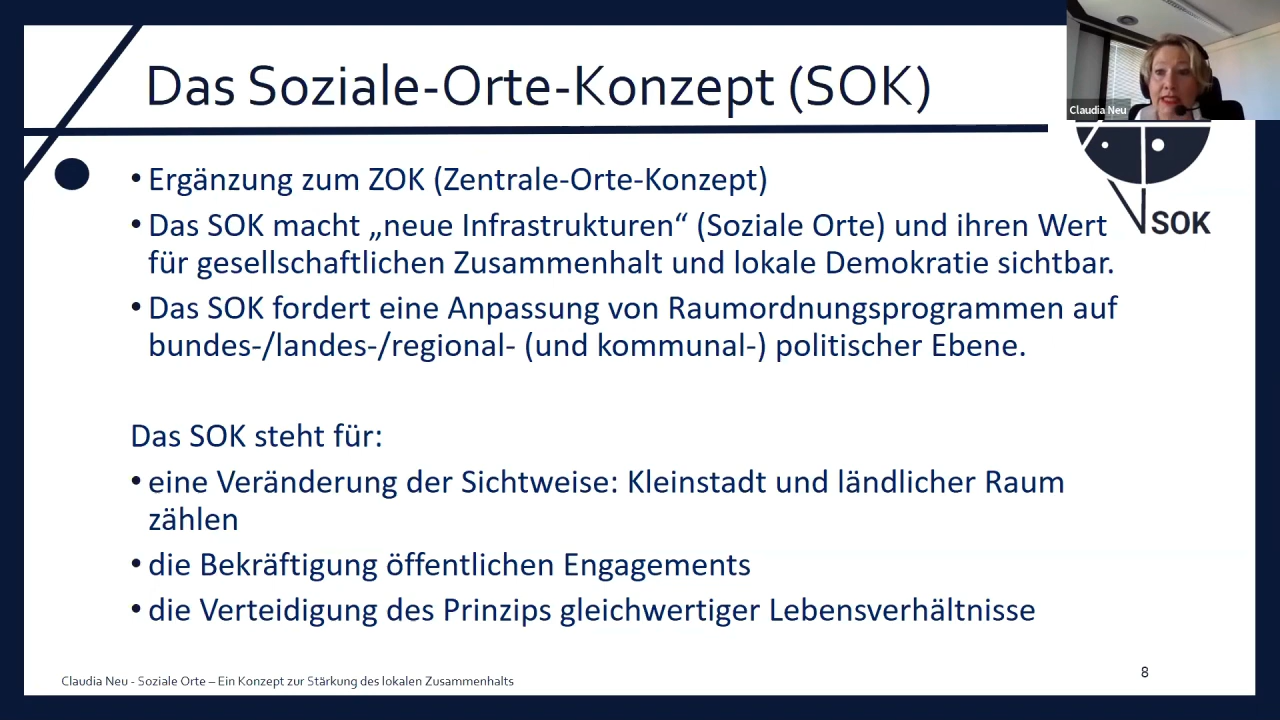 Das Soziale-Orte-Konzept (SOK)
Claudia Neu
• Ergänzung zum ZOK (Zentrale-Orte-Konzept)
• Das SOK macht „neue Infrastrukturen“ (Soziale Orte) und ihren Wert
für gesellschaftlichen Zusammenhalt und lokale Demokratie sichtbar.
SOK
• Das SOK fordert eine Anpassung von Raumordnungsprogrammen auf
bundes-/landes-/regional- (und kommunal-) politischer Ebene.
Das SOK steht für:
• eine Veränderung der Sichtweise: Kleinstadt und ländlicher Raum
zählen
• die Bekräftigung öffentlichen Engagements
• die Verteidigung des Prinzips gleichwertiger Lebensverhältnisse
Claudia Neu - Soziale Orte – Ein Konzept zur Stärkung des lokalen Zusammenhalts
8